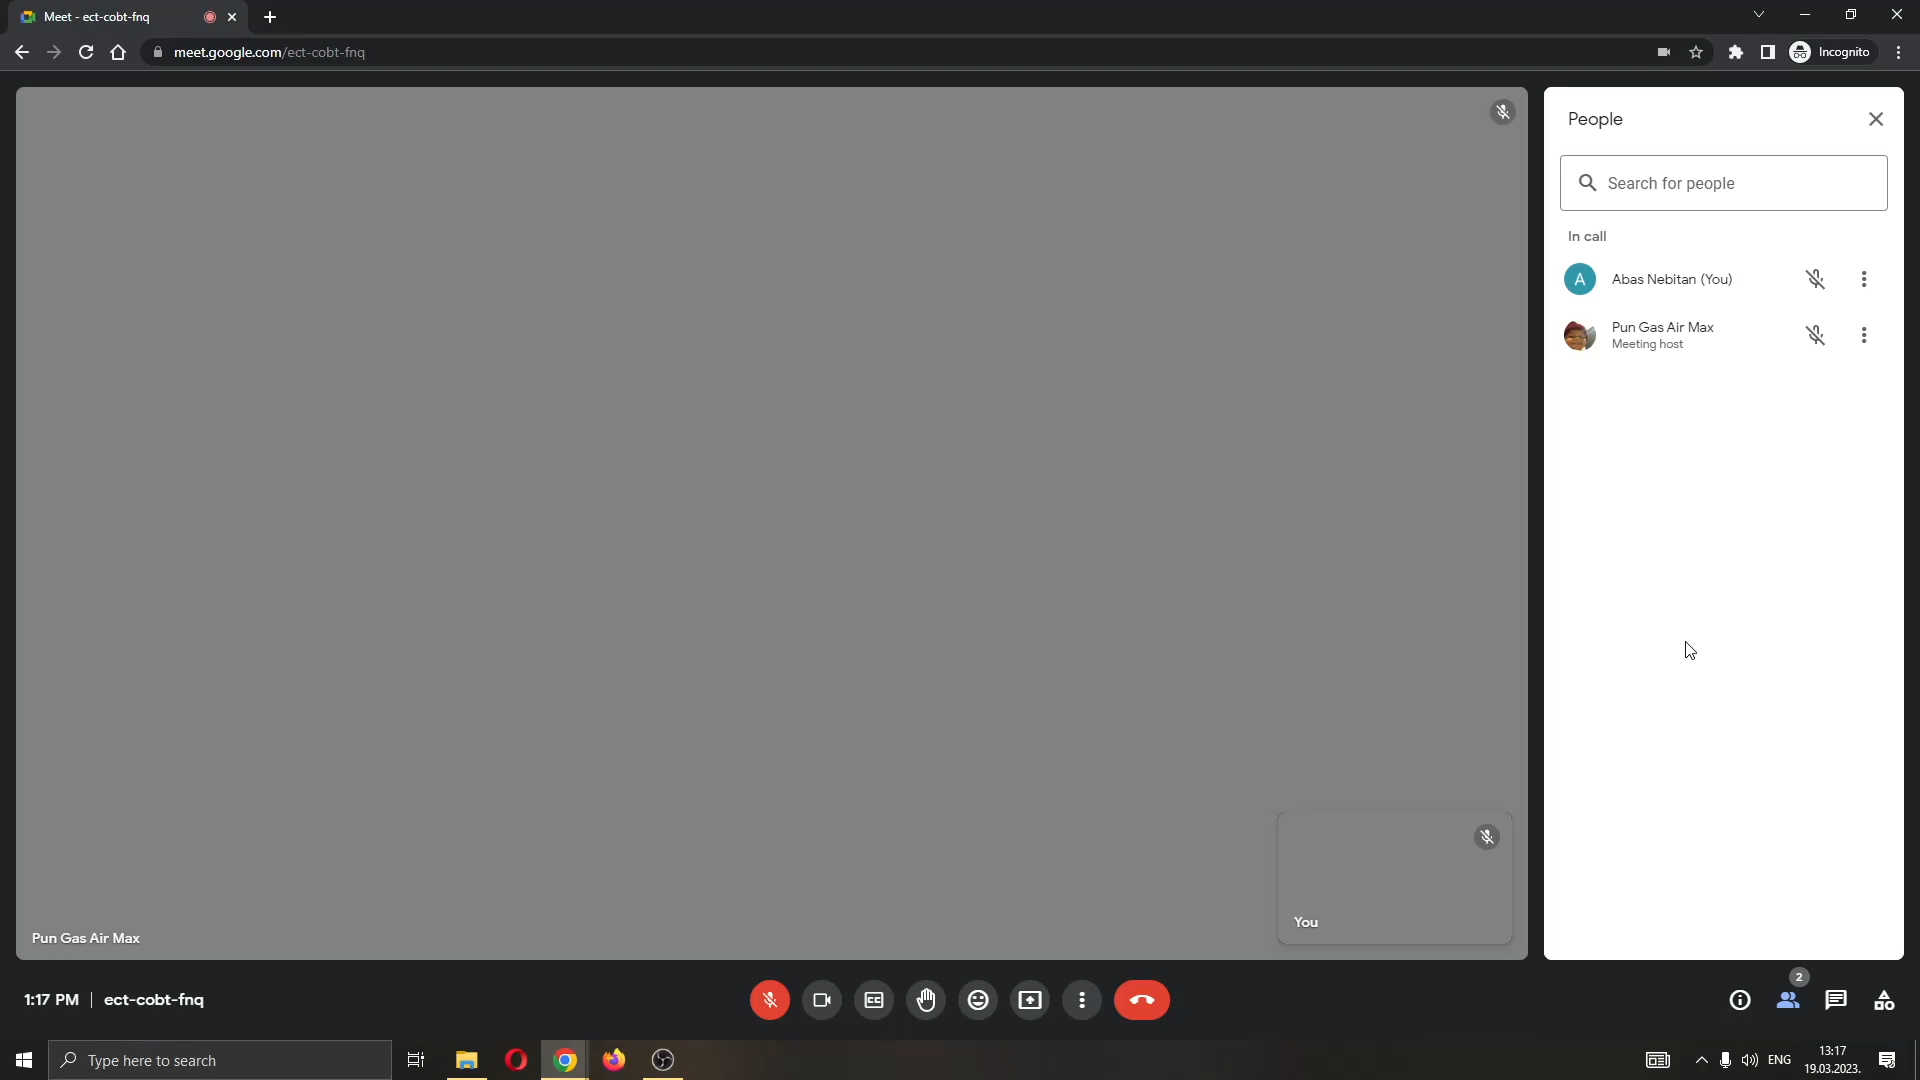 Meet - ect-cobt-fnq
meet.google.com/ect-cobt-fnq
Incognito
People
Search for people
In call
A
Abas Nebitan (You)
Pun Gas Air Max
Meeting host
You
Pun Gas Air Max
1:17 PM | ect-cobt-fnq
CC
2
Type here to search
ENG
13:17
19.03.2023.